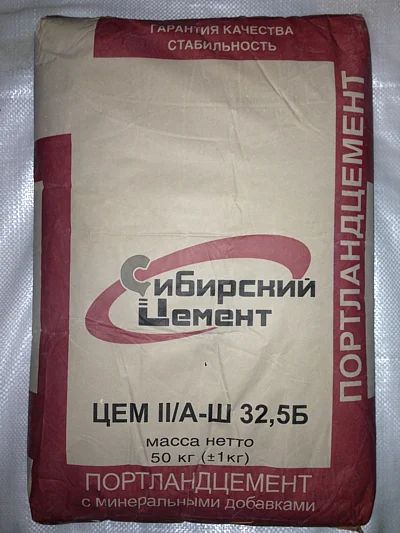 ГАРАНТИЯ КАЧЕСТВА
СТАБИЛЬНОСТЬ
ПОРТЛАНДЦЕМЕНТ
Сибирский
Цемент
ЦЕМ II/А-Ш 32,5Б
масса нетто
50 кг (±1кг)
ПОРТЛАНДЦЕМЕНТ
с минеральными добавками